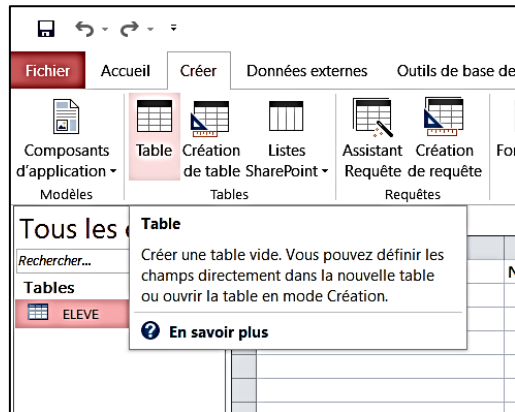 Fichier Accueil Créer Données externes Outils de base de
Composants d'application
Table
Création de table
Listes SharePoint
Assistant Requête
Création de requête
Modèles
Tables
Requêtes
Tous les
Rechercher...
Tables
ELEVE
Table
Créer une table vide. Vous pouvez définir les
champs directement dans la nouvelle table
ou ouvrir la table en mode Création.
? En savoir plus